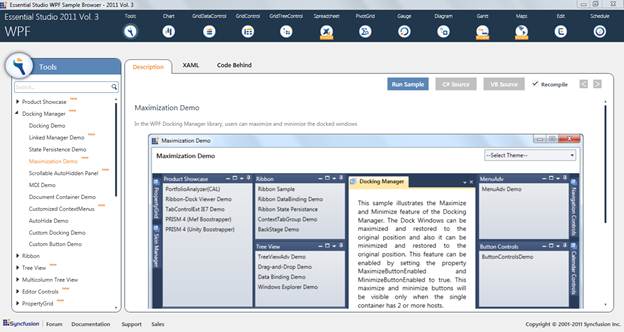 Essential Studio WPF Sample Browser - 2011 Vol. 3
Essential Studio 2011 Vol. 3
WPF
Tools
Chart
GridDataControl
GridControl
GridTreeControl
Spreadsheet
PivotGrid
Gauge
Diagram
Gantt
Maps
Edit
Schedule
Tools
Search...
Product Showcase
Docking Manager
Docking Demo
Linked Manager Demo
State Persistence Demo
Maximization Demo
Scrollable AutoHidden Panel
MDI Demo
Document Container Demo
Customized ContextMenus
AutoHide Demo
Custom Docking Demo
Custom Button Demo
Ribbon
Tree View
Multicolumn Tree View
Editor Controls
PropertyGrid
Description
XAML
Code Behind
Run Sample
C# Source
VB Source
Recompile
Maximization Demo
In the WPF Docking Manager library, users can maximize and minimize the docked windows.
Maximization Demo
Maximization Demo
--Select Theme--
PropertyGrid
Skin Manager
Product Showcase
PortfolioAnalyzer(CAL)
Ribbon-Dock Viewer Demo
TabControlExt IE7 Demo
PRISM 4 (Mef Bootstrapper)
PRISM 4 (Unity Boostrapper)
Ribbon
Ribbon Sample
Ribbon DataBinding Demo
Ribbon State Persistance
ContextTabGroup Demo
BackStage Demo
Tree View
TreeViewAdv Demo
Drag-and-Drop Demo
Data Binding Demo
Windows Explorer Demo
Docking Manager
This sample illustrates the Maximize
and Minimize feature of the Docking
Manager. The Dock Windows can be
maximized and restored to the
original position and also it can be
minimized and restored to the
original position. This feature can be
enabled by setting the property
MaximizeButtonEnabled and
MinimizeButtonEnabled to true. This
maximize and minimize buttons will
be visible only when the single
container has 2 or more hosts.
MenuAdv
MenuAdv Demo
Button Controls
ButtonControlsDemo
Navigation Controls
Calendar Controls
Syncfusion
Forum
Documentation
Support
Sales
Copyright © 2001-2011 Syncfusion Inc.